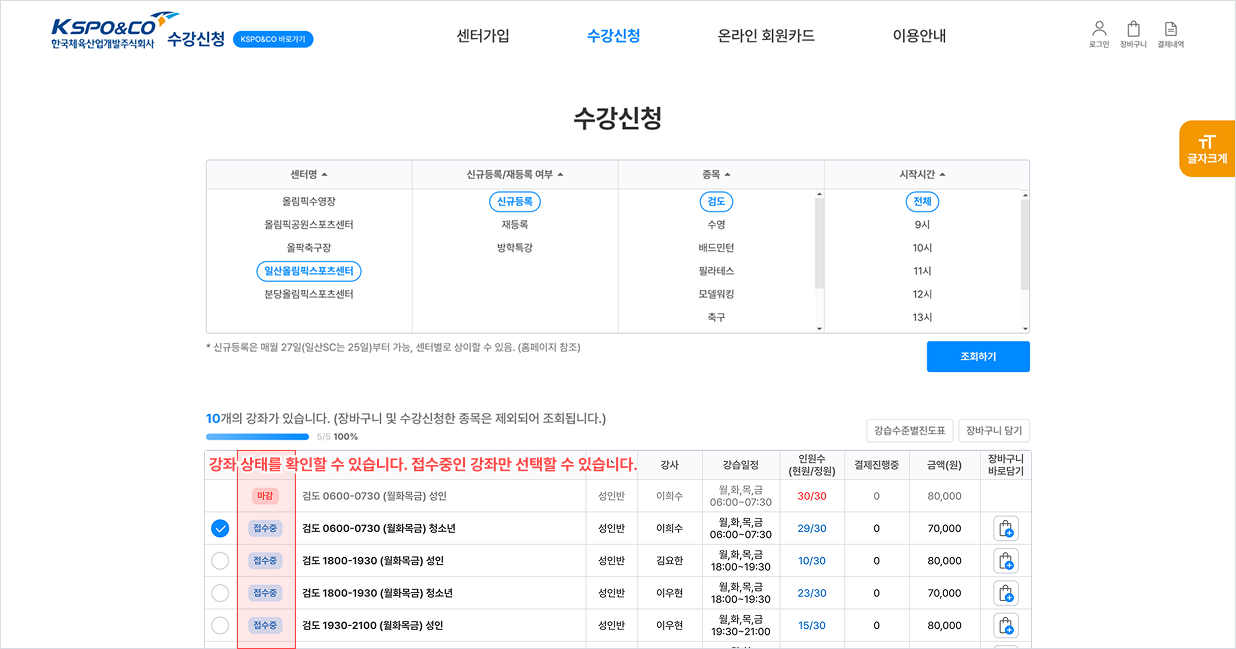 KSPO&CO
한국체육산업개발주식회사
수강신청
KSPO&CO 바로가기
센터가입
수강신청
온라인 회원카드
이용안내
로그인
장바구니
결제내역
수강신청
TT
글자크게
센터명
신규등록/재등록 여부
종목
시작시간
올림픽수영장
신규등록
검도
전체
올림픽공원스포츠센터
재등록
수영
9시
올팍축구장
방학특강
배드민턴
10시
일산올림픽스포츠센터
필라테스
11시
분당올림픽스포츠센터
모델워킹
12시
축구
13시
* 신규등록은 매월 27일(일산SC는 25일)부터 가능, 센터별로 상이할 수 있음. (홈페이지 참조)
조회하기
10개의 강좌가 있습니다. (장바구니 및 수강신청한 종목은 제외되어 조회됩니다.)
5/5 100%
강습수준별진도표
장바구니 담기
강좌 상태를 확인할 수 있습니다. 접수중인 강좌만 선택할 수 있습니다.
강사
강습일정
인원수
(현원/정원)
결제진행중
금액(원)
장바구니
바로담기
마감
검도 0600-0730 (월화목금) 성인
성인반
이희수
월,화,목,금
06:00~07:30
30/30
0
80,000
접수중
검도 0600-0730 (월화목금) 청소년
성인반
이희수
월,화,목,금
06:00~07:30
29/30
0
70,000
접수중
검도 1800-1930 (월화목금) 성인
성인반
김요한
월,화,목,금
18:00~19:30
10/30
0
80,000
접수중
검도 1800-1930 (월화목금) 청소년
성인반
이우현
월,화,목,금
18:00~19:30
23/30
0
70,000
접수중
검도 1930-2100 (월화목금) 성인
성인반
이우현
월,화,목,금
19:30~21:00
15/30
0
80,000